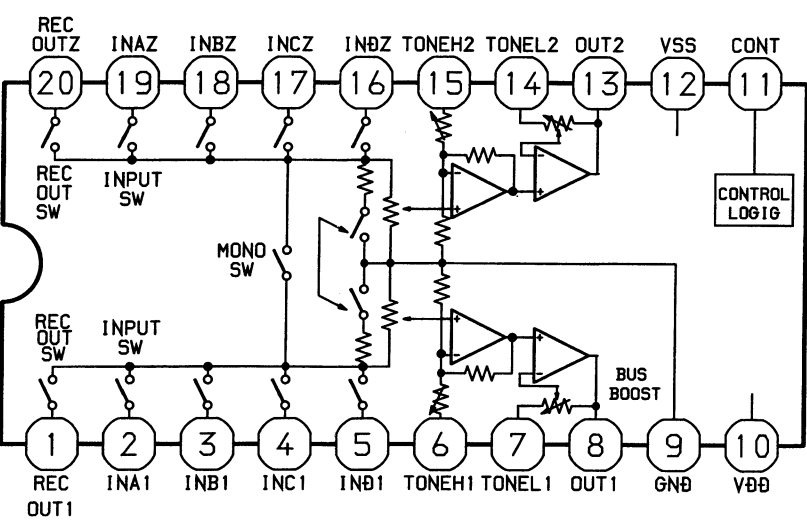 REC
OUTZ INAZ INBZ INCZ INDZ TONEH2 TONEL2 OUT2 VSS CONT
20 19 18 17 16 15 14 13 12 11
REC
OUT
SW
INPUT
SW
CONTROL
LOGIG
MONO
SW
REC
OUT
SW
INPUT
SW
BUS
BOOST
1 2 3 4 5 6 7 8 9 10
REC
OUT1
INA1 INB1 INC1 IND1 TONEH1 TONEL1 OUT1 GND VDD